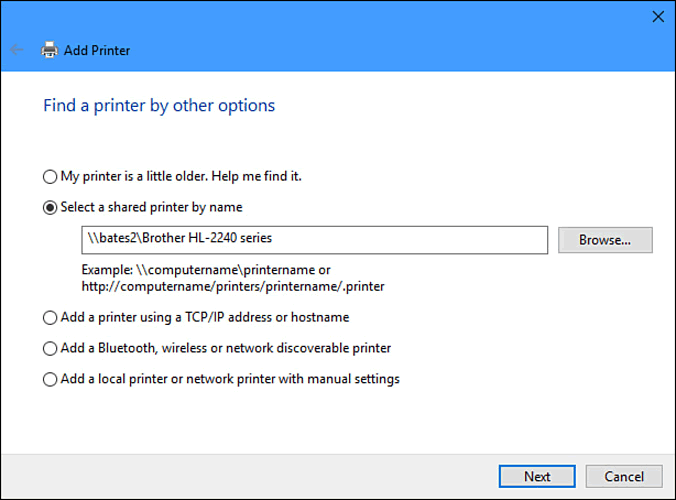 Add Printer
Find a printer by other options
My printer is a little older. Help me find it.
Select a shared printer by name
\\bates2\Brother HL-2240 series
Browse...
Example: \\computername\printername or
http://computername/printers/printername/.printer
Add a printer using a TCP/IP address or hostname
Add a Bluetooth, wireless or network discoverable printer
Add a local printer or network printer with manual settings
Next
Cancel